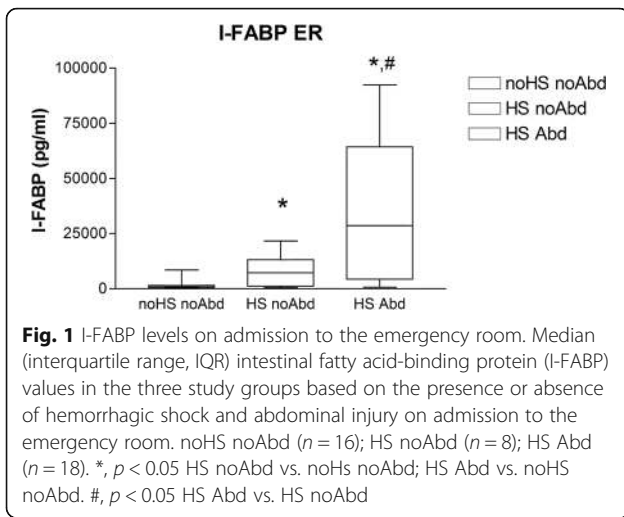 I-FABP ER
*,#
100000
75000
50000
25000
0
I-FABP (pg/ml)
*
noHS noAbd
HS noAbd
HS Abd
noHS noAbd
HS noAbd
HS Abd
Fig. 1 I-FABP levels on admission to the emergency room. Median
(interquartile range, IQR) intestinal fatty acid-binding protein (I-FABP)
values in the three study groups based on the presence or absence
of hemorrhagic shock and abdominal injury on admission to the
emergency room. noHS noAbd (n = 16); HS noAbd (n = 8); HS Abd
(n = 18). *, p < 0.05 HS noAbd vs. noHs noAbd; HS Abd vs. noHS
noAbd. #, p < 0.05 HS Abd vs. HS noAbd